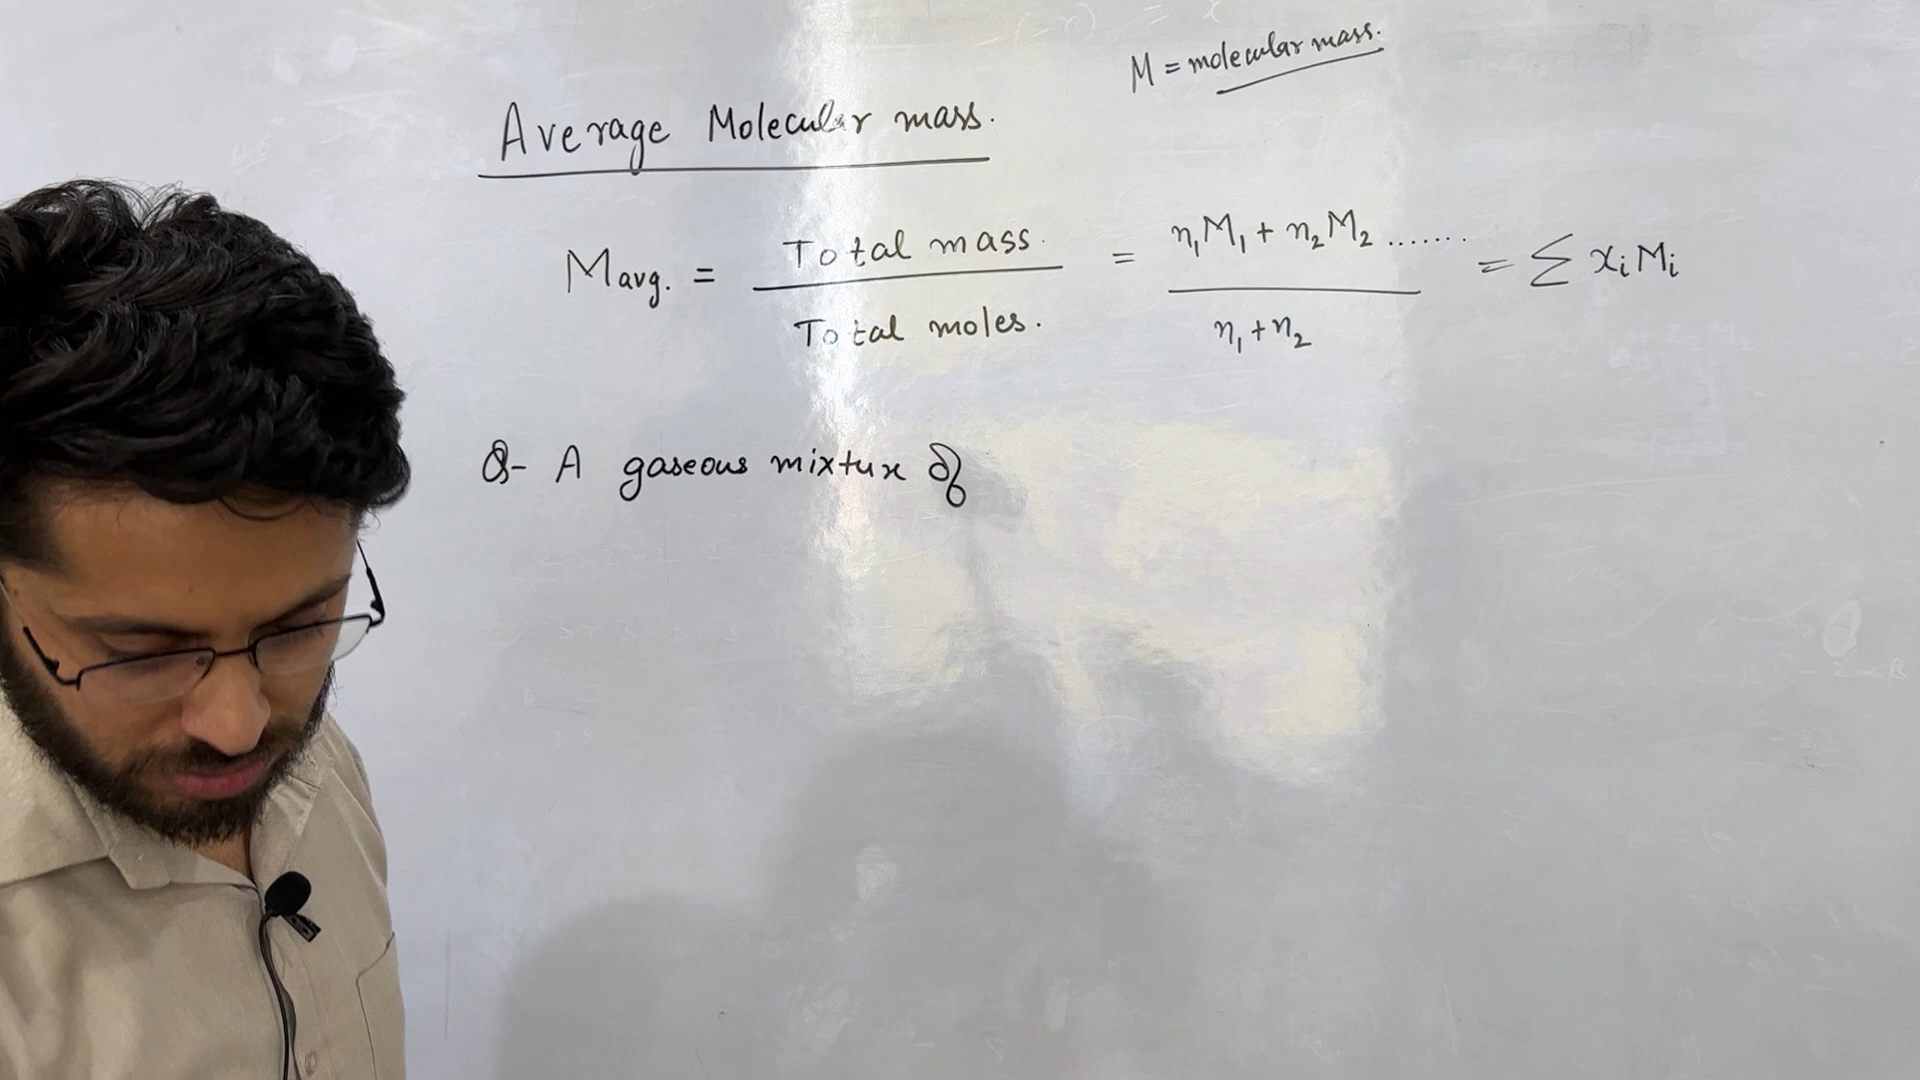 M = molecular mass.
Average Molecular mass.
Mavg. = Total mass. / Total moles. = n₁M₁ + n₂M₂ ....... / n₁ + n₂ = Σ xᵢMᵢ
Q- A gaseous mixture of